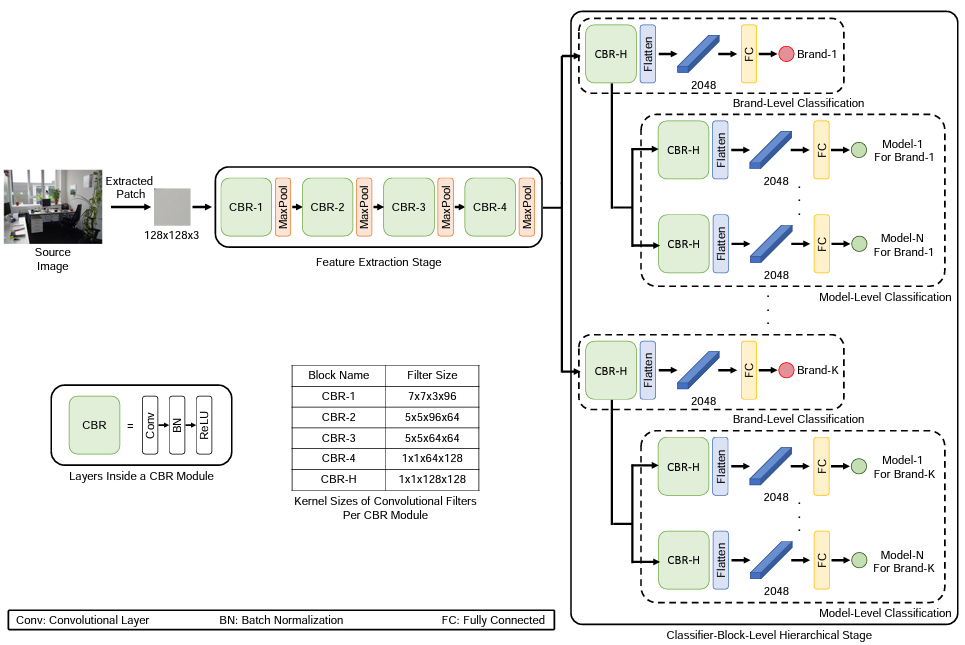 Source
Image
Extracted
Patch
128x128x3
CBR-1
MaxPool
CBR-2
MaxPool
CBR-3
MaxPool
CBR-4
MaxPool
Feature Extraction Stage
CBR-H
Flatten
2048
FC
Brand-1
Brand-Level Classification
CBR-H
Flatten
2048
FC
Model-1
For Brand-1
CBR-H
Flatten
2048
FC
Model-N
For Brand-1
Model-Level Classification
CBR-H
Flatten
2048
FC
Brand-K
Brand-Level Classification
CBR-H
Flatten
2048
FC
Model-1
For Brand-K
CBR-H
Flatten
2048
FC
Model-N
For Brand-K
Model-Level Classification
Classifier-Block-Level Hierarchical Stage
CBR
=
Conv
BN
ReLU
Layers Inside a CBR Module
Block Name Filter Size
CBR-1 7x7x3x96
CBR-2 5x5x96x64
CBR-3 5x5x64x64
CBR-4 1x1x64x128
CBR-H 1x1x128x128
Kernel Sizes of Convolutional Filters
Per CBR Module
Conv: Convolutional Layer BN: Batch Normalization FC: Fully Connected